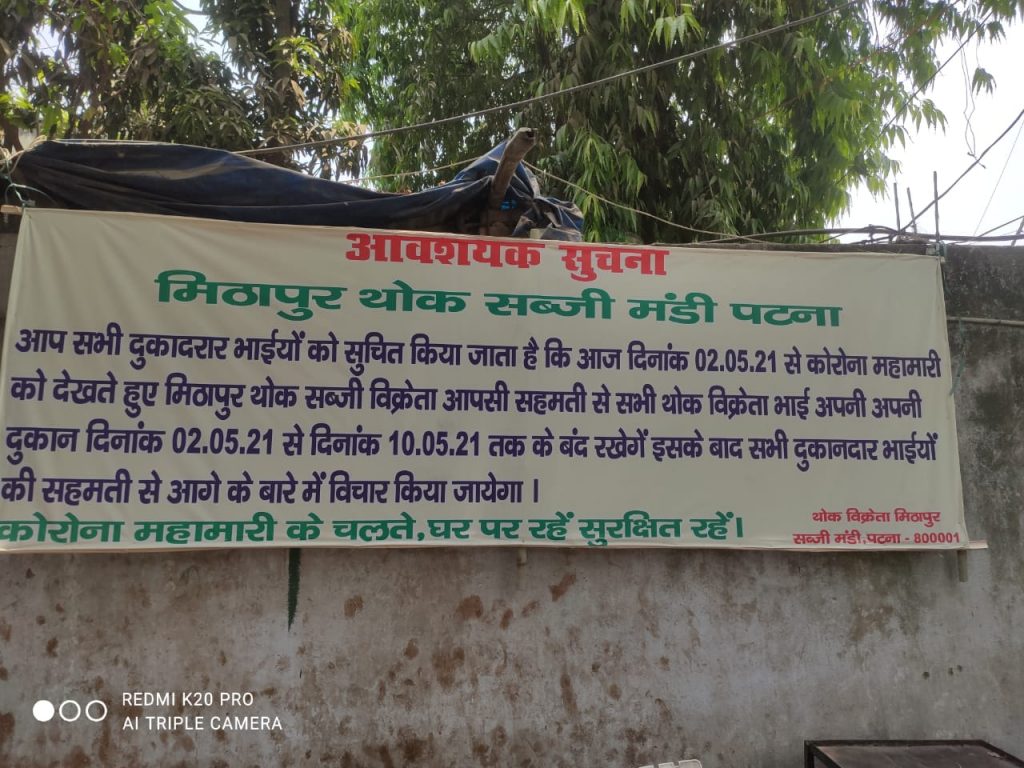 आवशयक सुचना
मिठापुर थोक सब्जी मंडी पटना
आप सभी दुकादरार भाईयों को सुचित किया जाता है कि आज दिनांक 02.05.21 से कोरोना महामारी
को देखते हुए मिठापुर थोक सब्जी विक्रेता आपसी सहमती से सभी थोक विक्रेता भाई अपनी अपनी
दुकान दिनांक 02.05.21 से दिनांक 10.05.21 तक के बंद रखेगें इसके बाद सभी दुकानदार भाईयों
की सहमती से आगे के बारे में विचार किया जायेगा ।
कोरोना महामारी के चलते,घर पर रहें सुरक्षित रहें।
थोक विक्रेता मिठापुर
सब्जी मंडी,पटना - 800001
REDMI K20 PRO
AI TRIPLE CAMERA